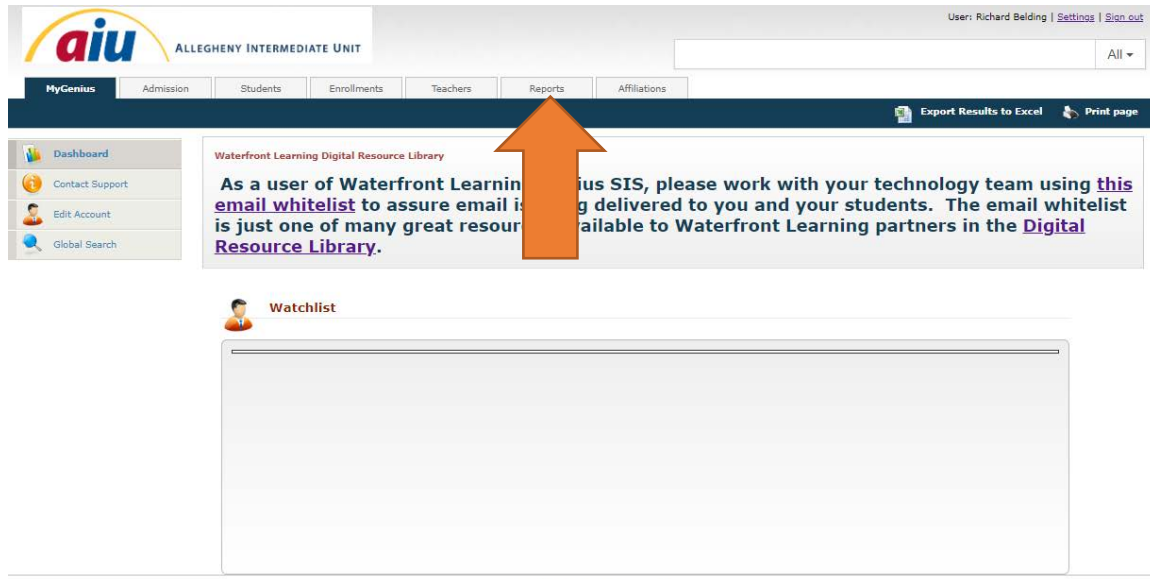 User: Richard Belding | Settings | Sign out
aiu ALLEGHENY INTERMEDIATE UNIT
All
MyGenius Admission Students Enrollments Teachers Reports Affiliations
Export Results to Excel Print page
Dashboard
Contact Support
Edit Account
Global Search
Waterfront Learning Digital Resource Library
As a user of Waterfront Learnin ius SIS, please work with your technology team using this
email whitelist to assure email is g delivered to you and your students. The email whitelist
is just one of many great resour ailable to Waterfront Learning partners in the Digital
Resource Library.
Watchlist